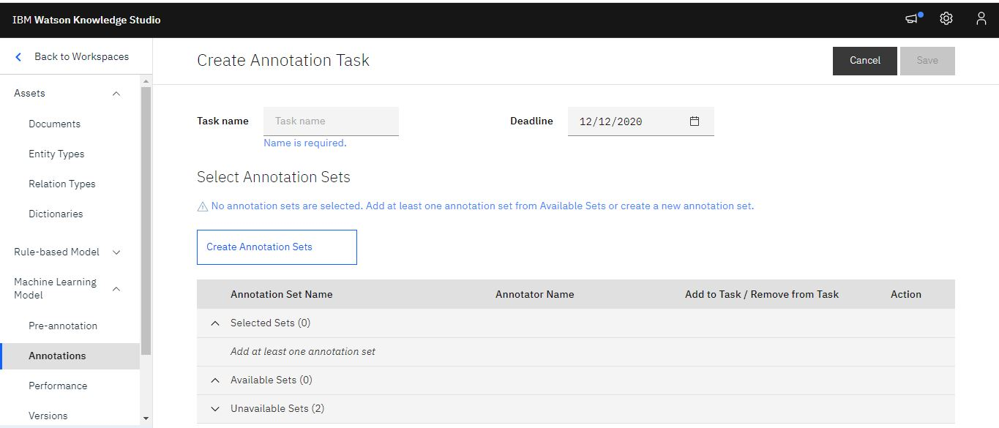 IBM Watson Knowledge Studio
Back to Workspaces
Create Annotation Task
Cancel
Save
Assets
Documents
Entity Types
Relation Types
Dictionaries
Rule-based Model
Machine Learning
Model
Pre-annotation
Annotations
Performance
Versions
Task name
Task name
Name is required.
Deadline
12/12/2020
Select Annotation Sets
No annotation sets are selected. Add at least one annotation set from Available Sets or create a new annotation set.
Create Annotation Sets
Annotation Set Name Annotator Name Add to Task / Remove from Task Action
Selected Sets (0)
Add at least one annotation set
Available Sets (0)
Unavailable Sets (2)